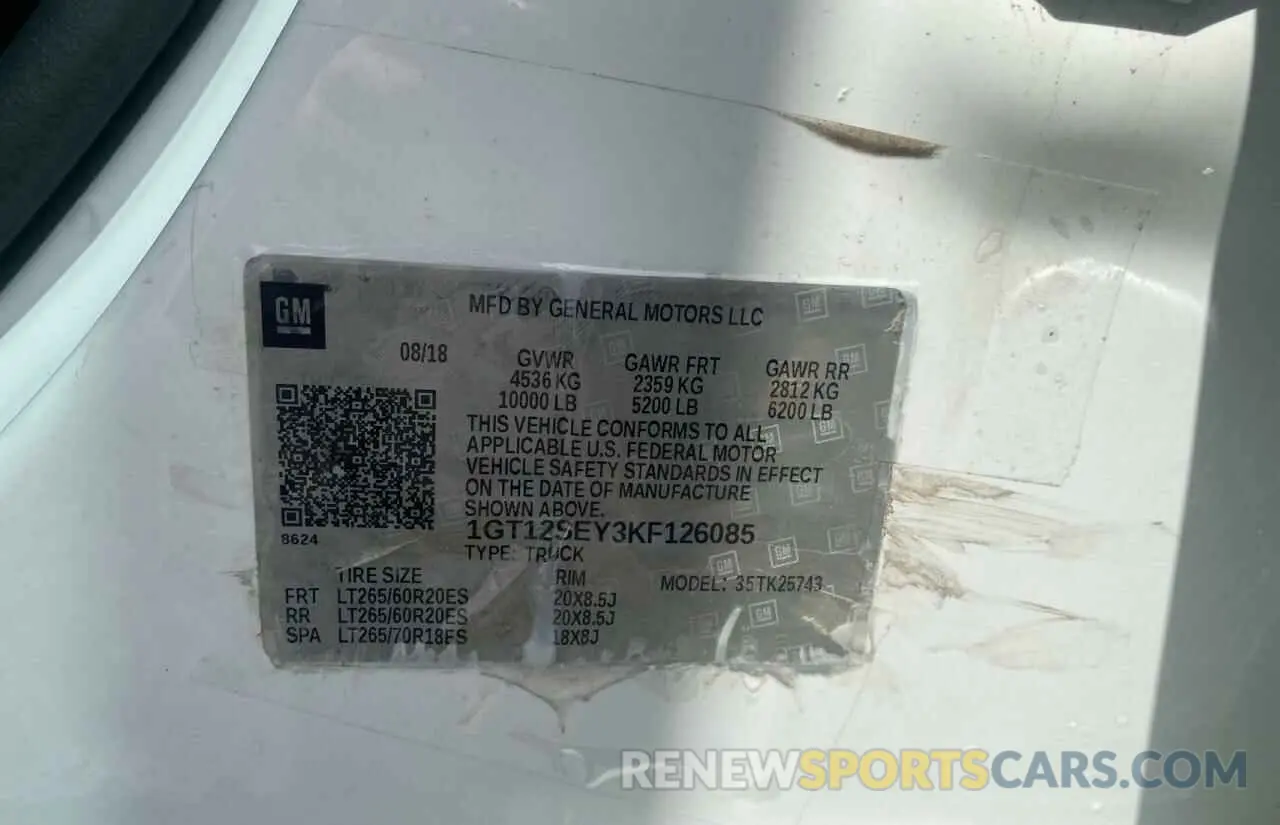 GM
MFD BY GENERAL MOTORS LLC
08/18
GVWR GAWR FRT GAWR RR
4536 KG 2359 KG 2812 KG
10000 LB 5200 LB 6200 LB
THIS VEHICLE CONFORMS TO ALL
APPLICABLE U.S. FEDERAL MOTOR
VEHICLE SAFETY STANDARDS IN EFFECT
ON THE DATE OF MANUFACTURE
SHOWN ABOVE.
8624
1GT12SEY3KF126085
TYPE: TRUCK
TIRE SIZE RIM MODEL: 35TK25743
FRT LT265/60R20ES 20X8.5J
RR LT265/60R20ES 20X8.5J
SPA LT265/70R18FS 18X8J
RENEWSPORTSCARS.COM